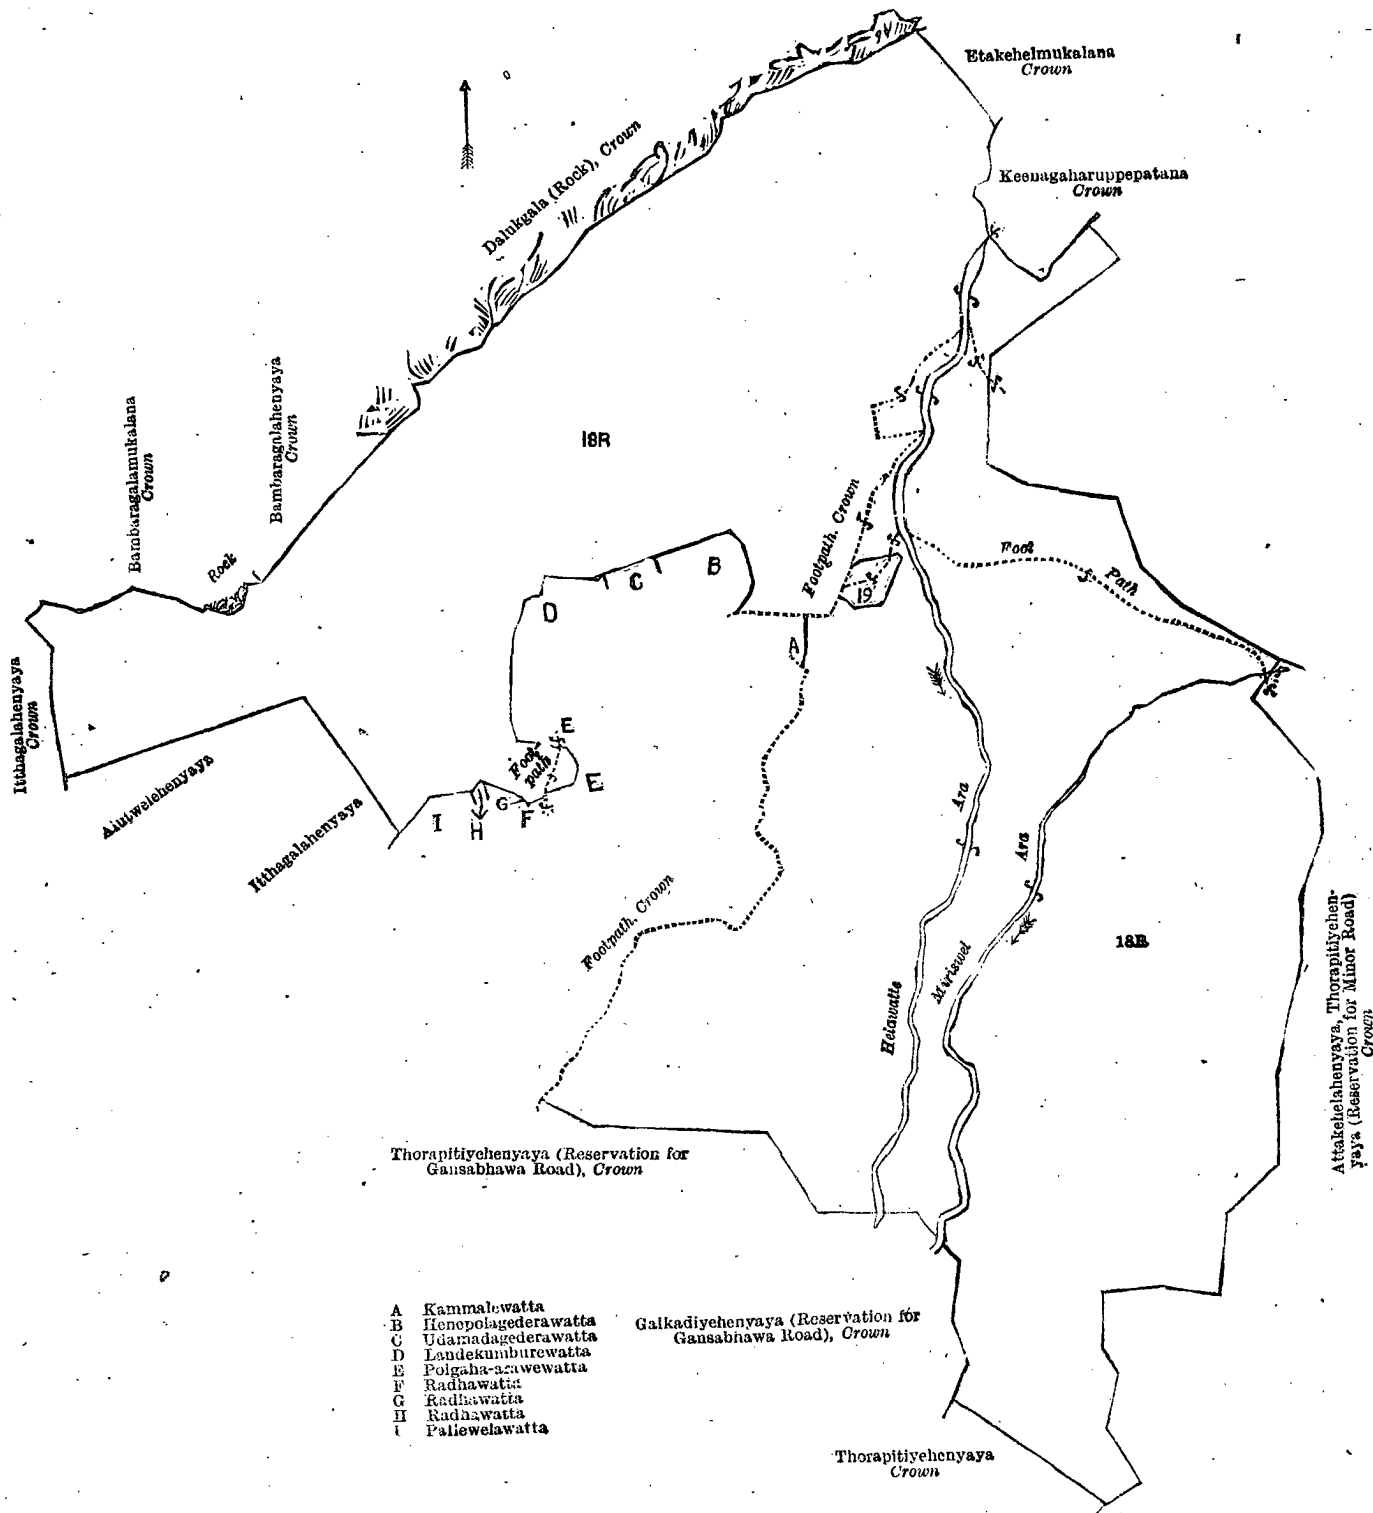 Etakehelmukalana
Crown
Dalukgala (Rock), Crown
Keenagaharuppepatana
Crown
Bambaragalamukalana
Crown
Bambaragalahenyaya
Crown
Rock
18R
Footpath, Crown
Foot
Path
19
A
B
C
D
E
Foot-
path
E
F
G
H
I
Itthagalahenyaya
Crown
Itthagalahenyaya
Footpath, Crown
Ara
Ara
Miriswel
18R
Attakehelahenyaya, Thorapitiyehen-
yaya (Reservation for Minor Road)
Crown
Thorapitiyehenyaya (Reservation for
Gansabhawa Road), Crown
A Kammalewatta
B Henepolagederawatta
C Udamadagederawatta
D Landekumburewatta
E Polgaha-arawewatta
F Radhawatta
G Radhawatta
H Radhawatta
I Pallewelawatta
Galkadiyehenyaya (Reservation for
Gansabhawa Road), Crown
Thorapitiyehenyaya
Crown